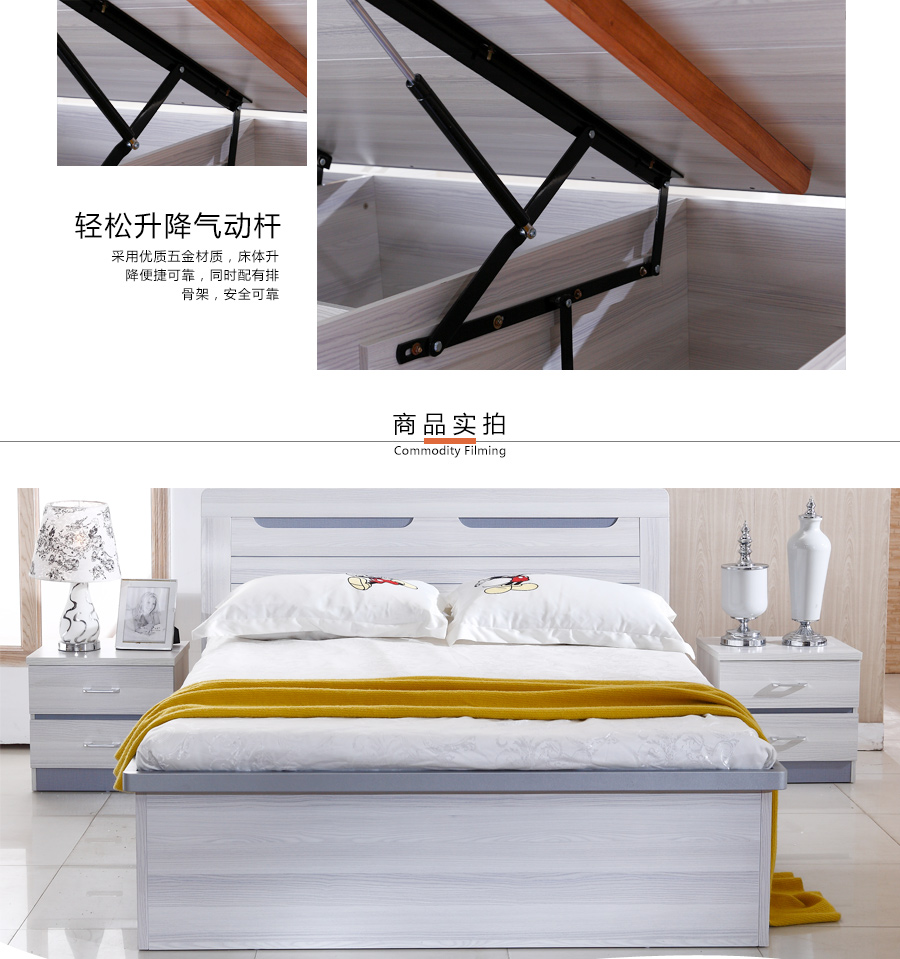 轻松升降气动杆
采用优质五金材质，床体升
降便捷可靠，同时配有排
骨架，安全可靠
商品实拍
Commodity Filming